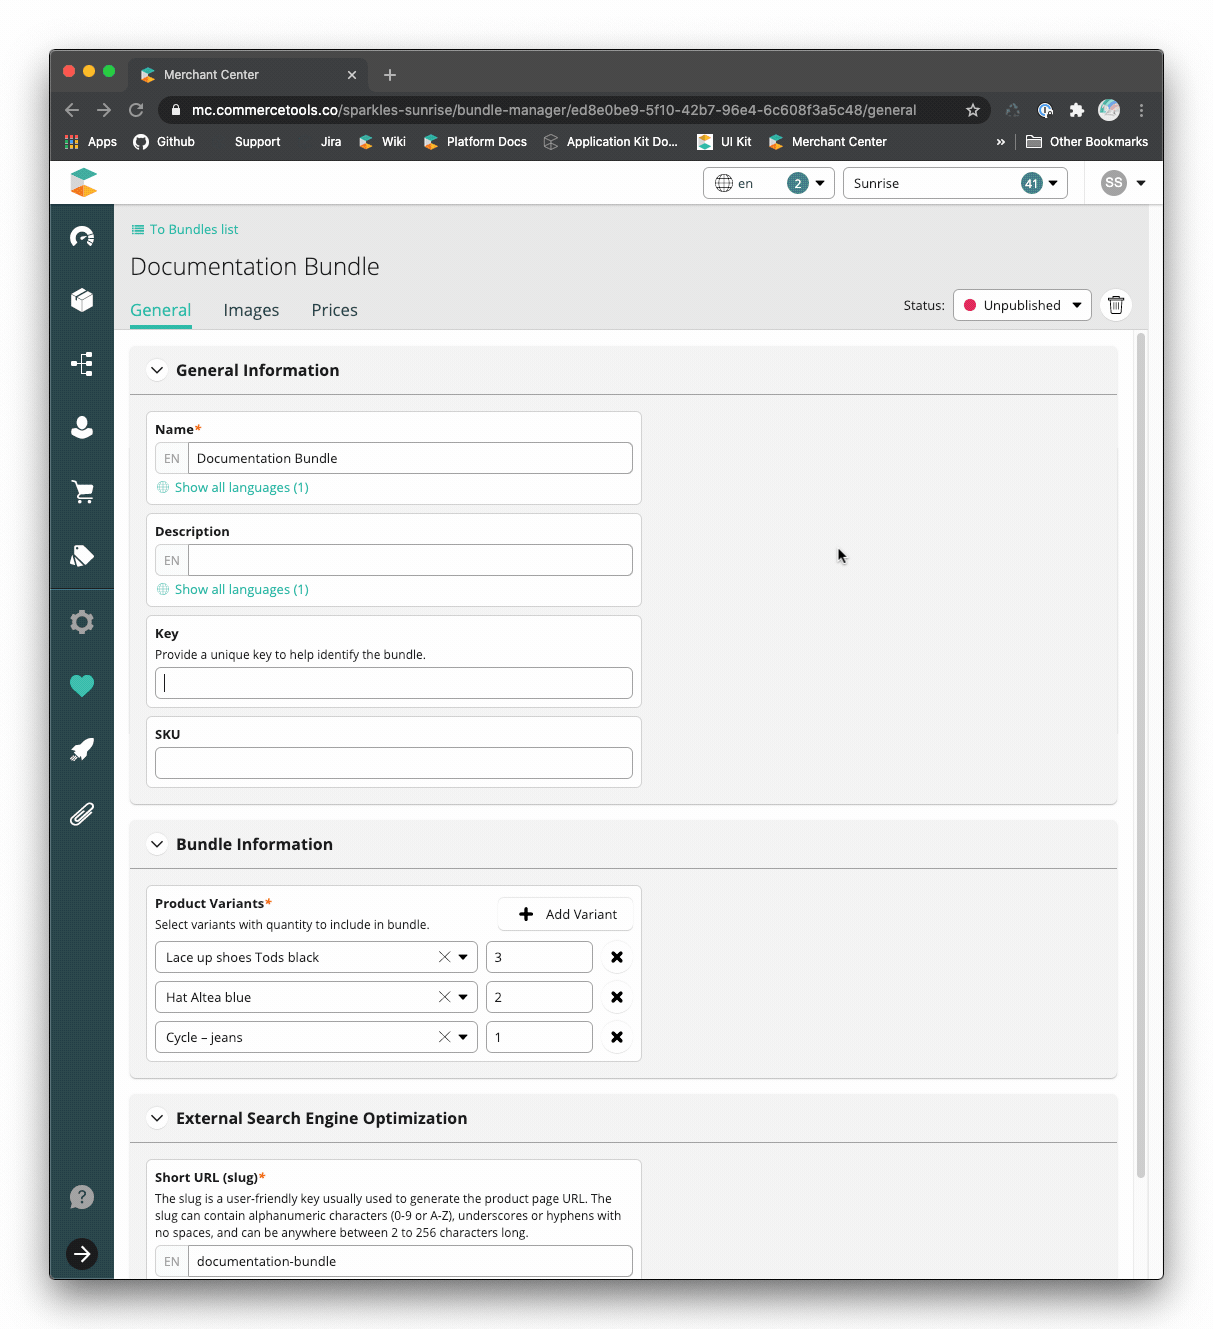 Merchant Center
mc.commercetools.co/sparkles-sunrise/bundle-manager/ed8e0be9-5f10-42b7-96e4-6c608f3a5c48/general
Apps Github Support Jira Wiki Platform Docs Application Kit Do... UI Kit Merchant Center » Other Bookmarks
en 2 Sunrise 41 SS
To Bundles list
Documentation Bundle
General Images Prices
Status: Unpublished
General Information
Name*
EN Documentation Bundle
Show all languages (1)
Description
EN
Show all languages (1)
Key
Provide a unique key to help identify the bundle.
SKU
Bundle Information
Product Variants*
Select variants with quantity to include in bundle.
Add Variant
Lace up shoes Tods black 3
Hat Altea blue 2
Cycle – jeans 1
External Search Engine Optimization
Short URL (slug)*
The slug is a user-friendly key usually used to generate the product page URL. The
slug can contain alphanumeric characters (0-9 or A-Z), underscores or hyphens with
no spaces, and can be anywhere between 2 to 256 characters long.
EN documentation-bundle